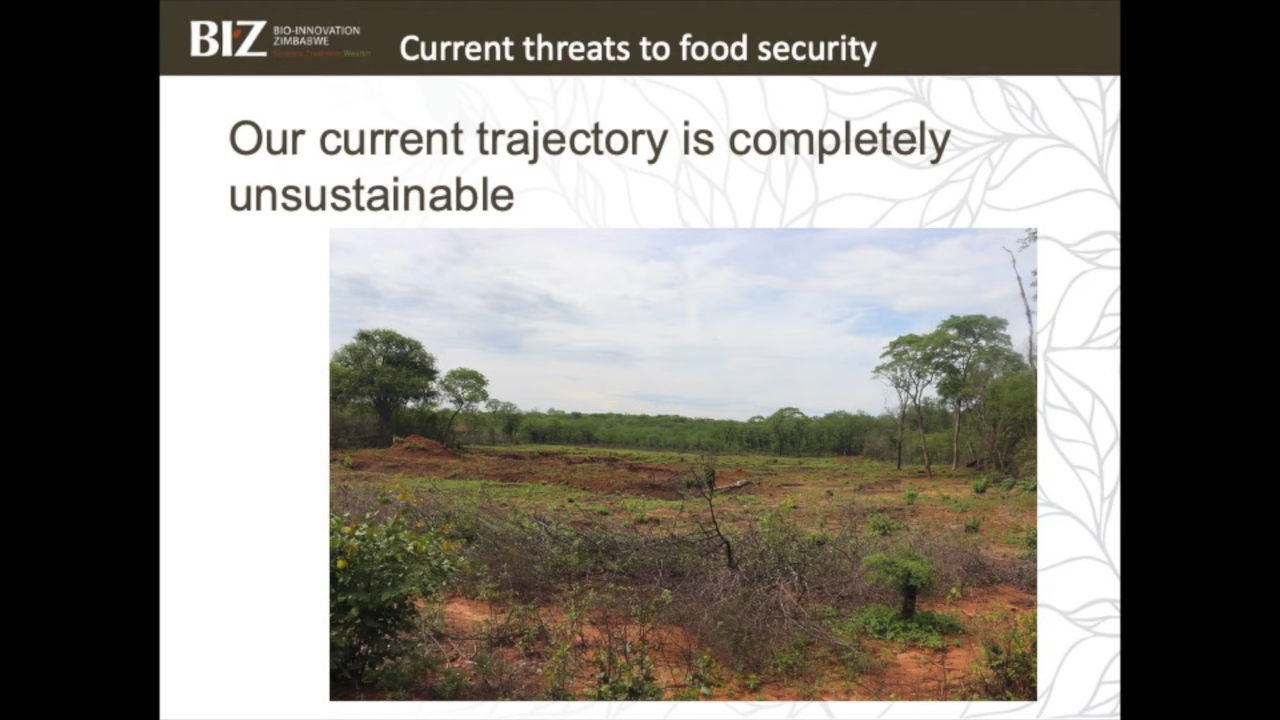 BIZ
BIO-INNOVATION
ZIMBABWE
Current threats to food security
Our current trajectory is completely
unsustainable